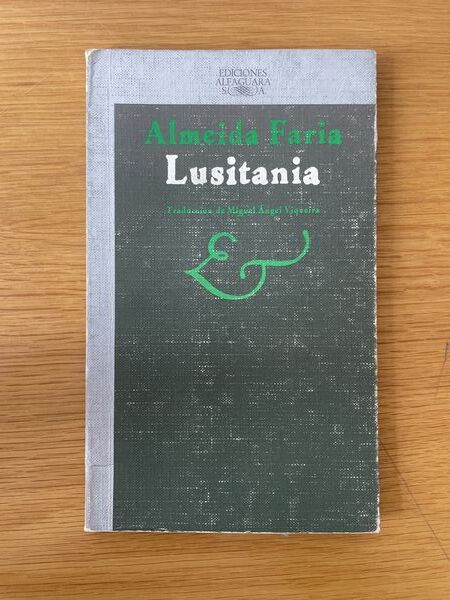 EDICIONES
ALFAGUARA
S.A
Almeida Faria
Lusitania
Traducción de Miguel Ángel Viqueira
&